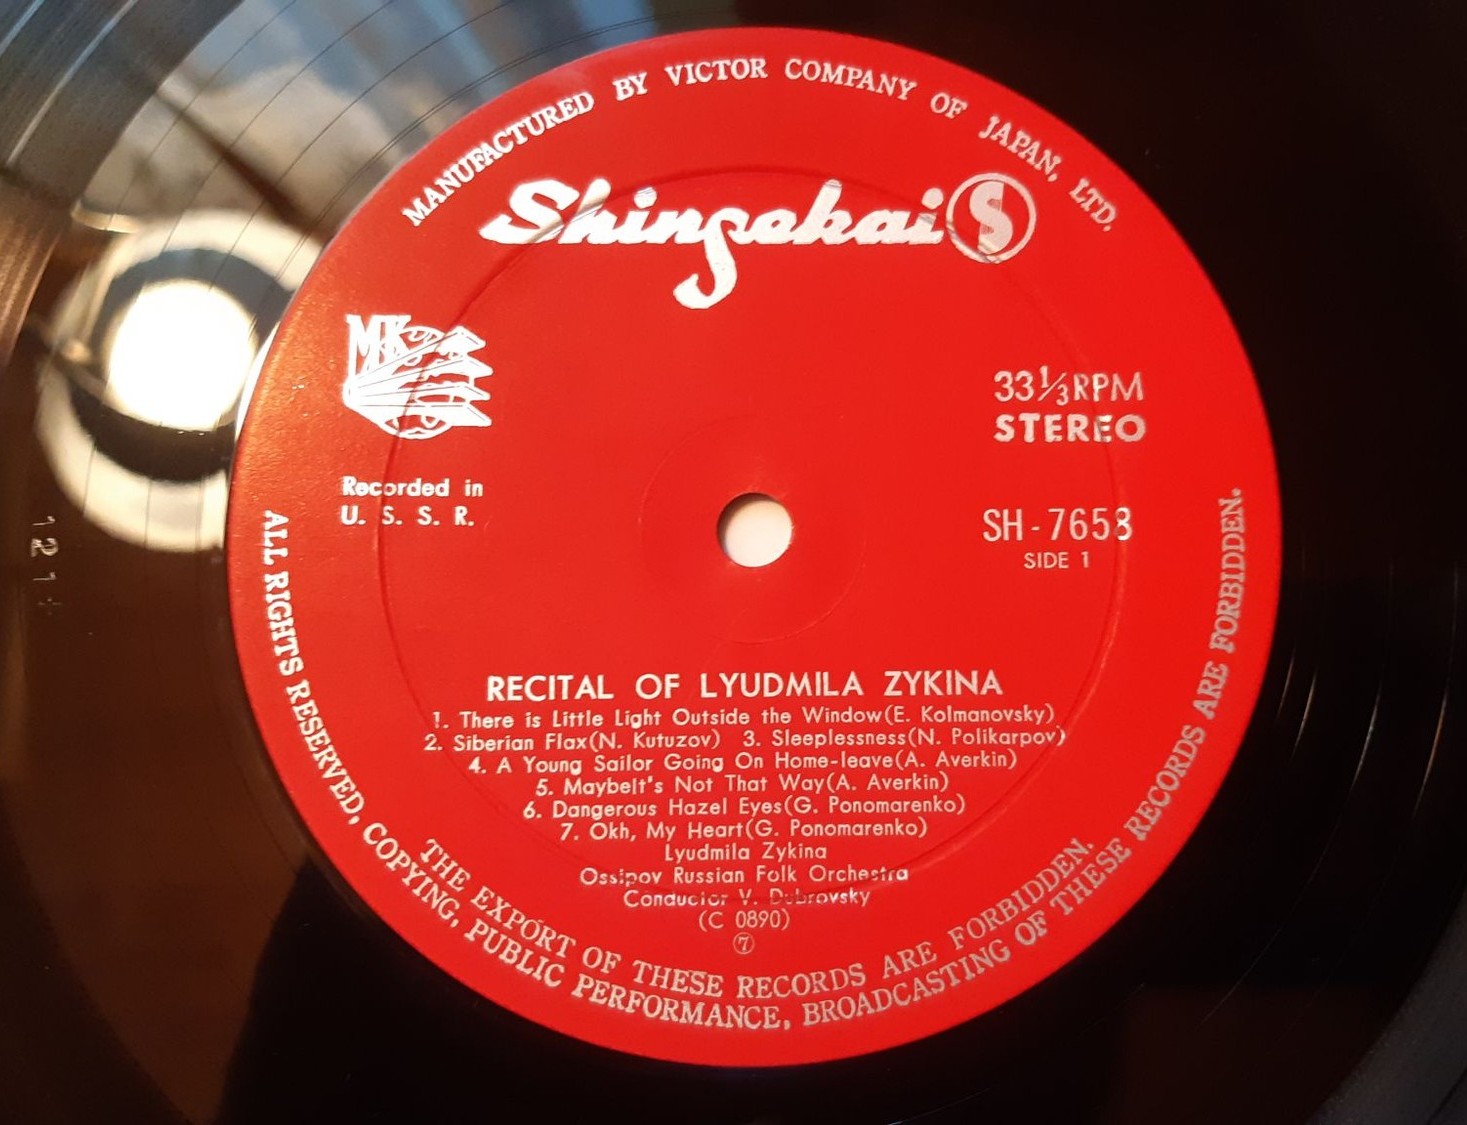 MANUFACTURED BY VICTOR COMPANY OF JAPAN, LTD.
Shinsekai S
MK
33⅓RPM
STEREO
Recorded in
U. S. S. R.
SH-7658
SIDE 1
RECITAL OF LYUDMILA ZYKINA
1. There is Little Light Outside the Window(E. Kolmanovsky)
2. Siberian Flax(N. Kutuzov) 3. Sleeplessness(N. Polikarpov)
4. A Young Sailor Going On Home-leave(A. Averkin)
5. Maybelt's Not That Way(A. Averkin)
6. Dangerous Hazel Eyes(G. Ponomarenko)
7. Okh, My Heart(G. Ponomarenko)
Lyudmila Zykina
Ossipov Russian Folk Orchestra
Conductor V. Dubrovsky
(C 0890)
⑦
THE EXPORT OF THESE RECORDS ARE FORBIDDEN.
ALL RIGHTS RESERVED, COPYING, PUBLIC PERFORMANCE, BROADCASTING OF THESE RECORDS ARE FORBIDDEN.